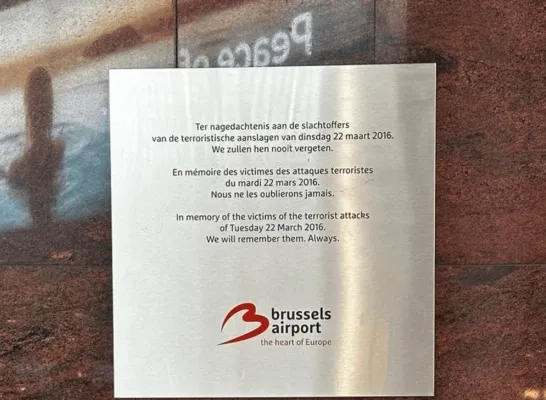 Peace of
Ter nagedachtenis aan de slachtoffers
van de terroristische aanslagen van dinsdag 22 maart 2016.
We zullen hen nooit vergeten.
En mémoire des victimes des attaques terroristes
du mardi 22 mars 2016.
Nous ne les oublierons jamais.
In memory of the victims of the terrorist attacks
of Tuesday 22 March 2016.
We will remember them. Always.
brussels
airport
the heart of Europe